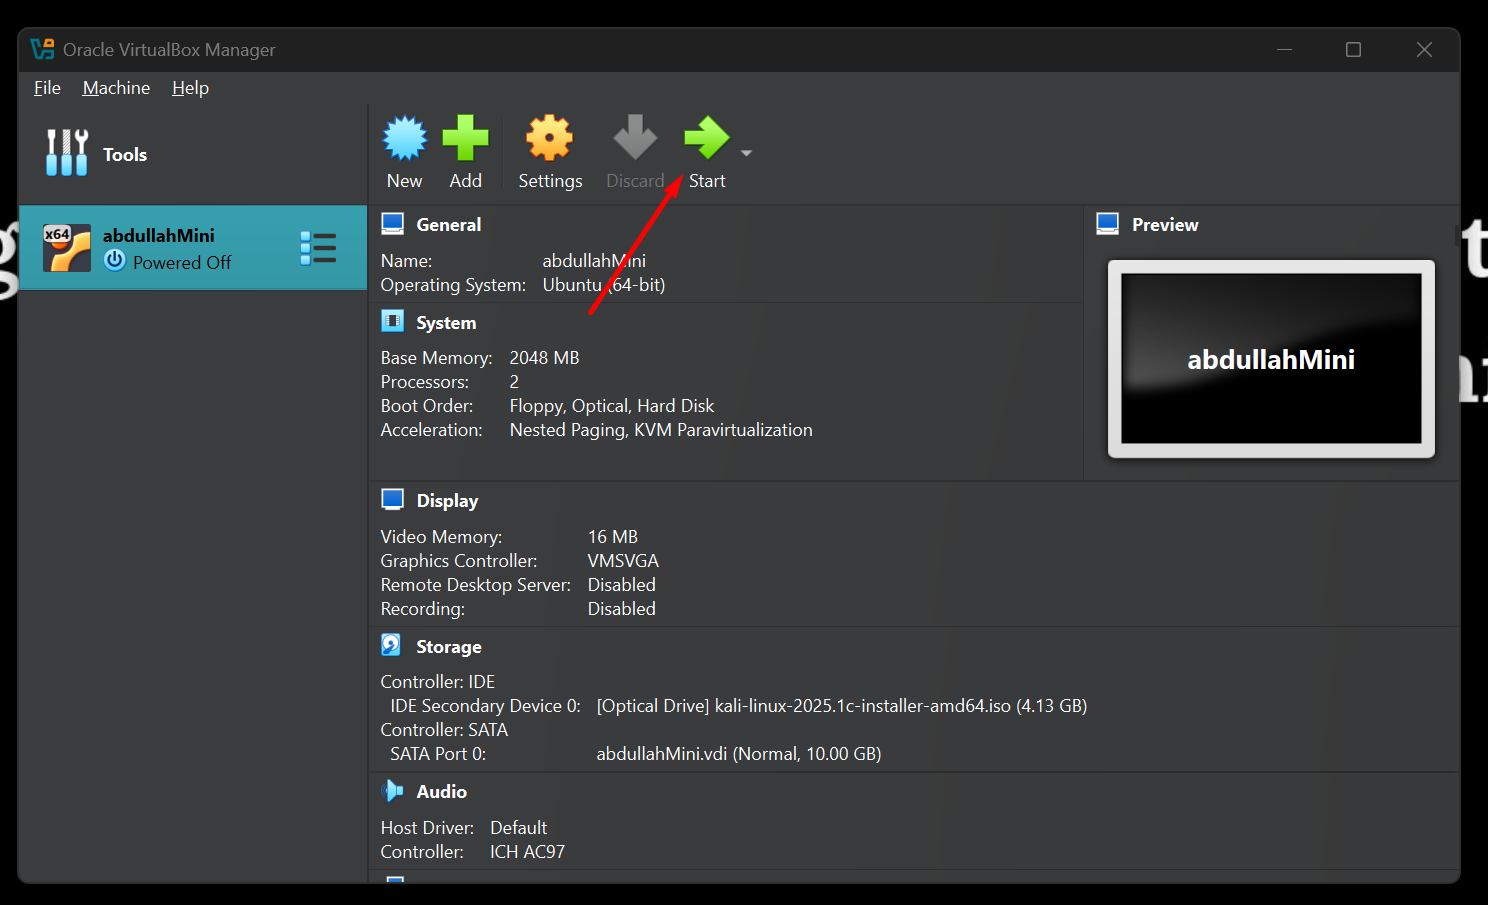 Oracle VirtualBox Manager
File Machine Help
Tools
New Add Settings Discard Start
x64 abdullahMini
Powered Off
General
Name: abdullahMini
Operating System: Ubuntu (64-bit)
System
Base Memory: 2048 MB
Processors: 2
Boot Order: Floppy, Optical, Hard Disk
Acceleration: Nested Paging, KVM Paravirtualization
Preview
abdullahMini
Display
Video Memory: 16 MB
Graphics Controller: VMSVGA
Remote Desktop Server: Disabled
Recording: Disabled
Storage
Controller: IDE
IDE Secondary Device 0: [Optical Drive] kali-linux-2025.1c-installer-amd64.iso (4.13 GB)
Controller: SATA
SATA Port 0: abdullahMini.vdi (Normal, 10.00 GB)
Audio
Host Driver: Default
Controller: ICH AC97